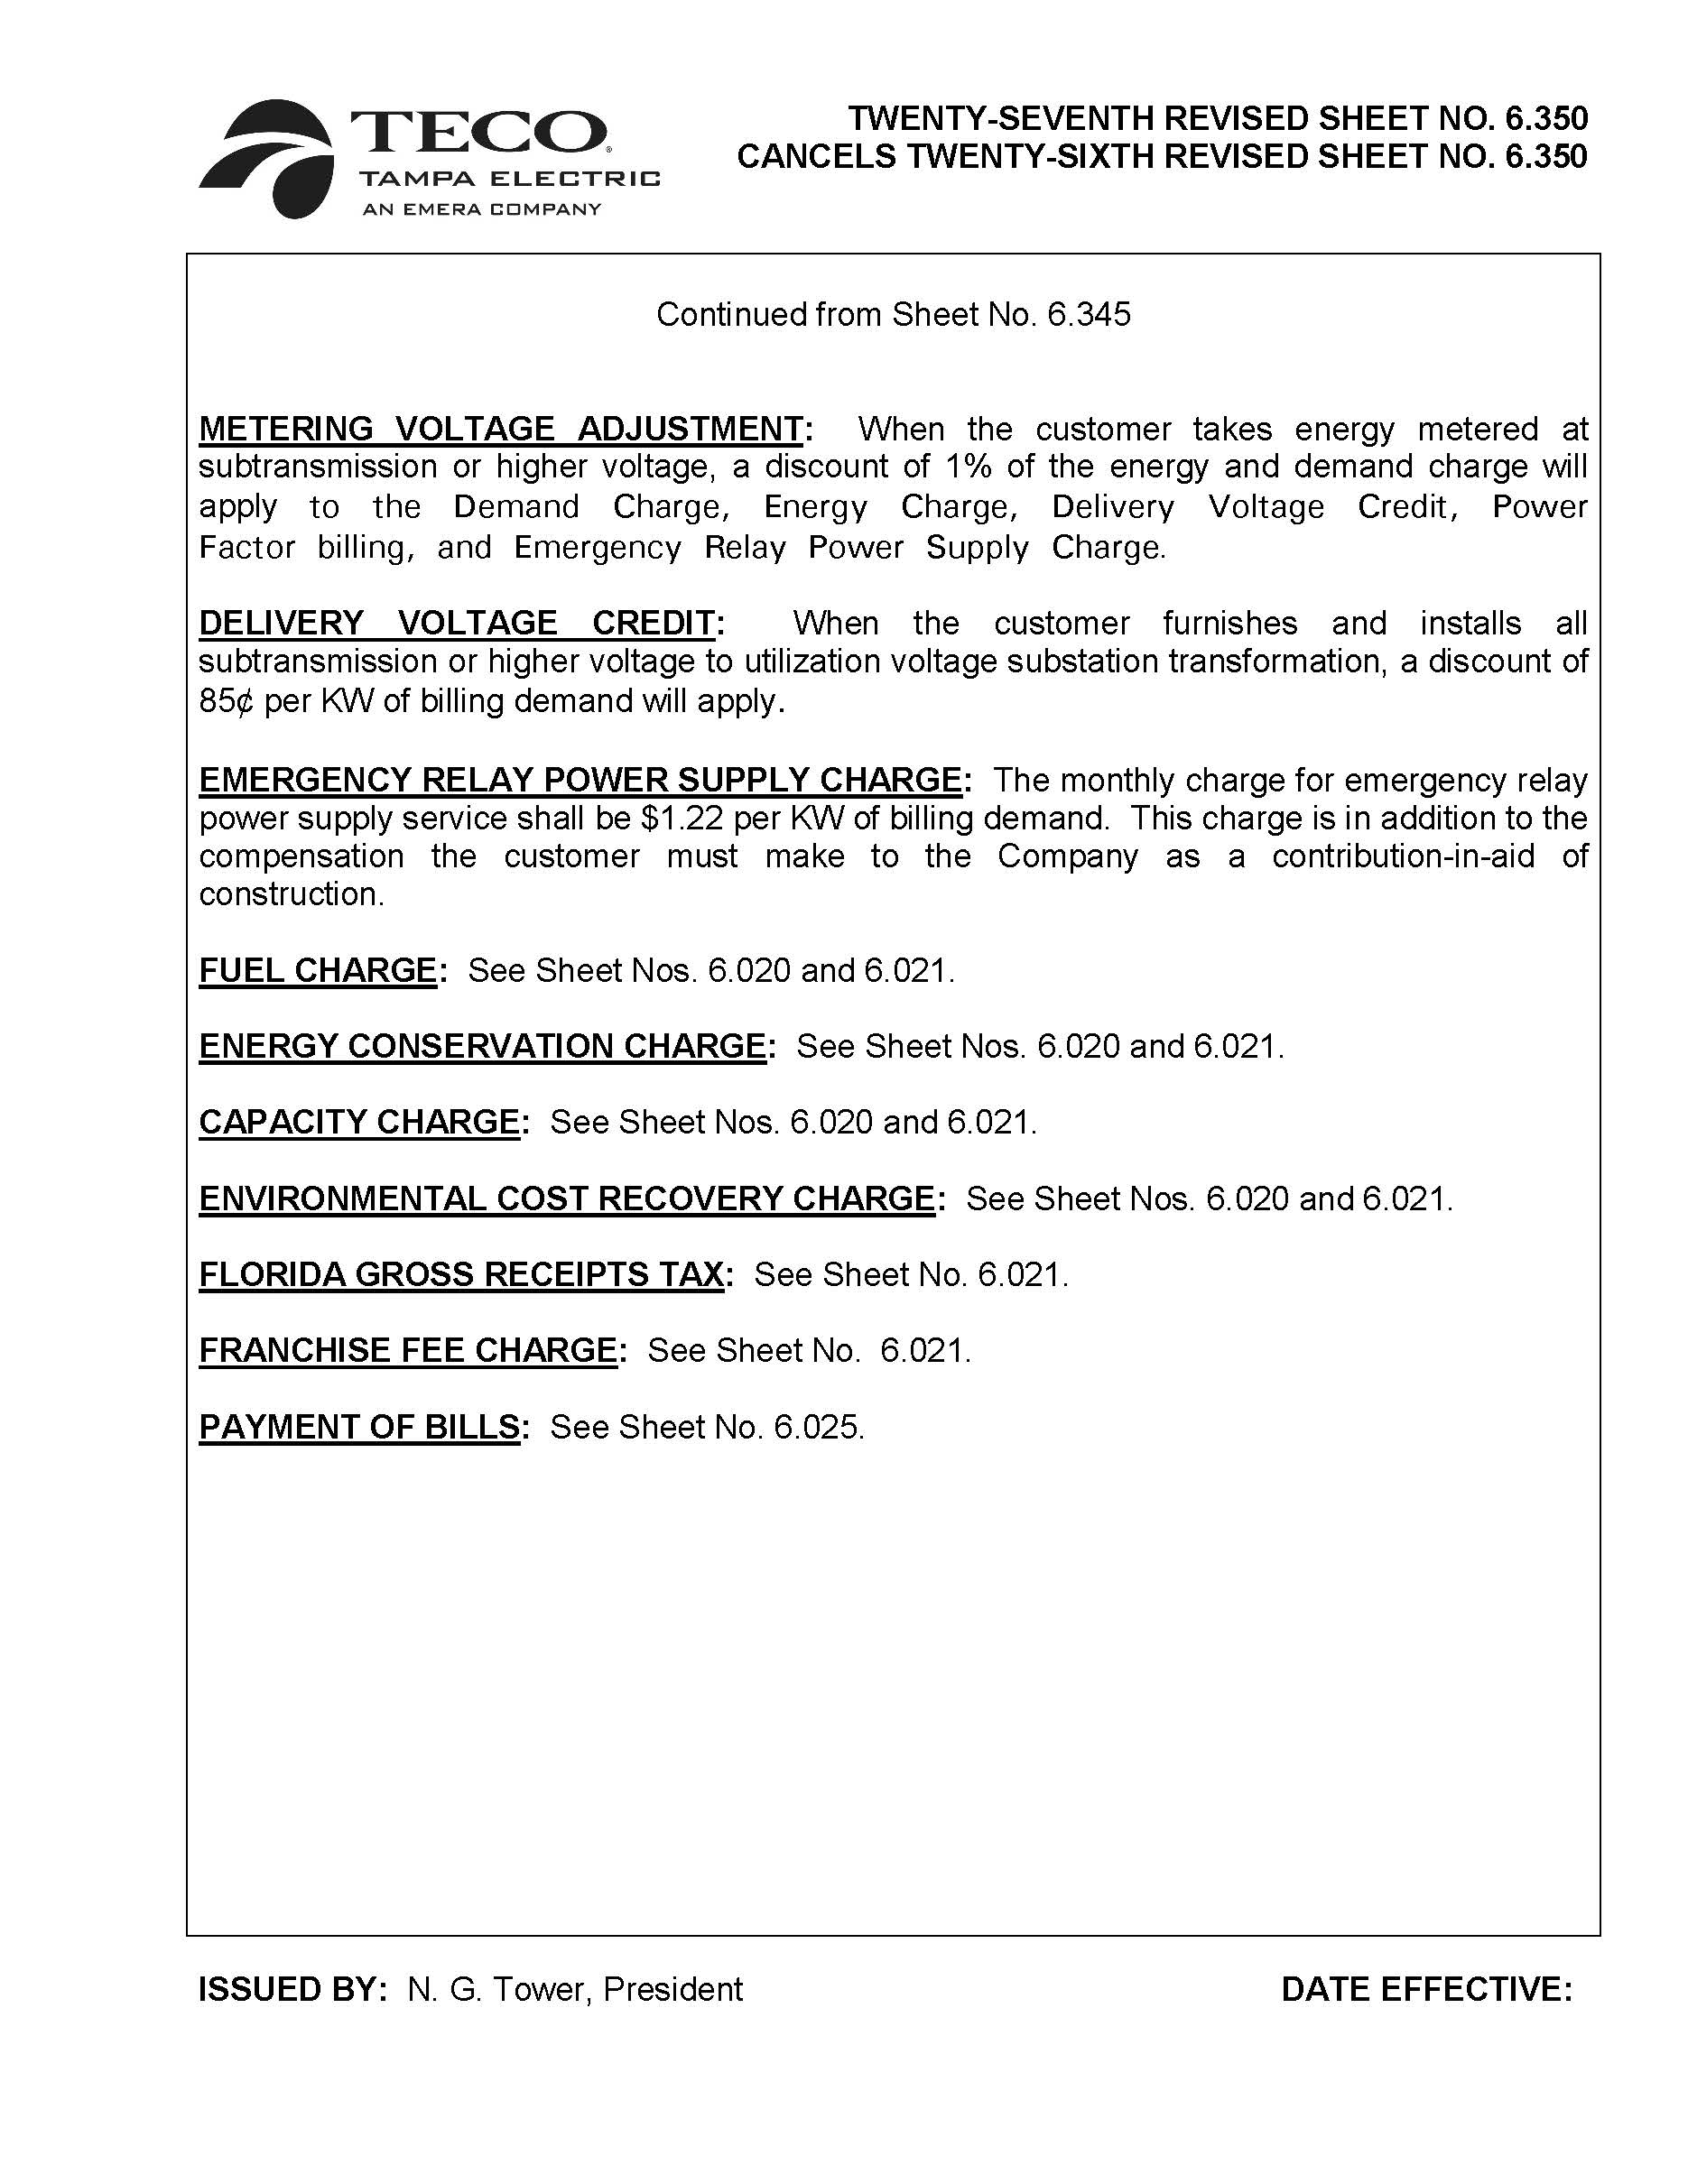 TECO®
TAMPA ELECTRIC
AN EMERA COMPANY
TWENTY-SEVENTH REVISED SHEET NO. 6.350
CANCELS TWENTY-SIXTH REVISED SHEET NO. 6.350
Continued from Sheet No. 6.345
METERING VOLTAGE ADJUSTMENT: When the customer takes energy metered at
subtransmission or higher voltage, a discount of 1% of the energy and demand charge will
apply to the Demand Charge, Energy Charge, Delivery Voltage Credit, Power
Factor billing, and Emergency Relay Power Supply Charge.
DELIVERY VOLTAGE CREDIT: When the customer furnishes and installs all
subtransmission or higher voltage to utilization voltage substation transformation, a discount of
85¢ per KW of billing demand will apply.
EMERGENCY RELAY POWER SUPPLY CHARGE: The monthly charge for emergency relay
power supply service shall be $1.22 per KW of billing demand. This charge is in addition to the
compensation the customer must make to the Company as a contribution-in-aid of
construction.
FUEL CHARGE: See Sheet Nos. 6.020 and 6.021.
ENERGY CONSERVATION CHARGE: See Sheet Nos. 6.020 and 6.021.
CAPACITY CHARGE: See Sheet Nos. 6.020 and 6.021.
ENVIRONMENTAL COST RECOVERY CHARGE: See Sheet Nos. 6.020 and 6.021.
FLORIDA GROSS RECEIPTS TAX: See Sheet No. 6.021.
FRANCHISE FEE CHARGE: See Sheet No. 6.021.
PAYMENT OF BILLS: See Sheet No. 6.025.
ISSUED BY: N. G. Tower, President
DATE EFFECTIVE: